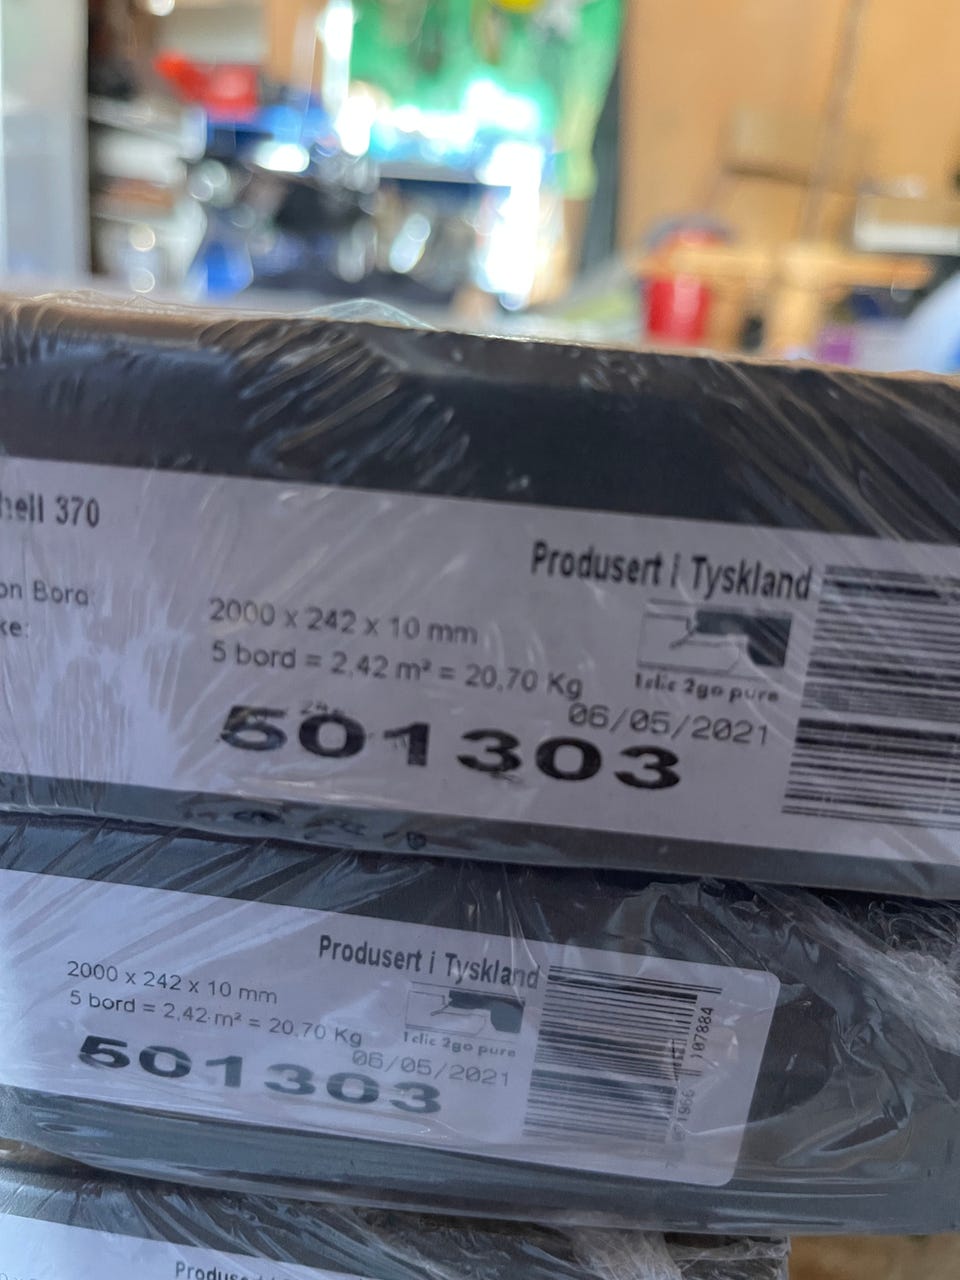 hell 370
on Bord:
ke:
Produsert i Tyskland
2000 x 242 x 10 mm
5 bord = 2,42 m² = 20,70 Kg
1clic 2go pure
06/05/2021
501303
Produsert i Tyskland
2000 x 242 x 10 mm
5 bord = 2,42 m² = 20,70 Kg
1clic 2go pure
06/05/2021
501303
107884